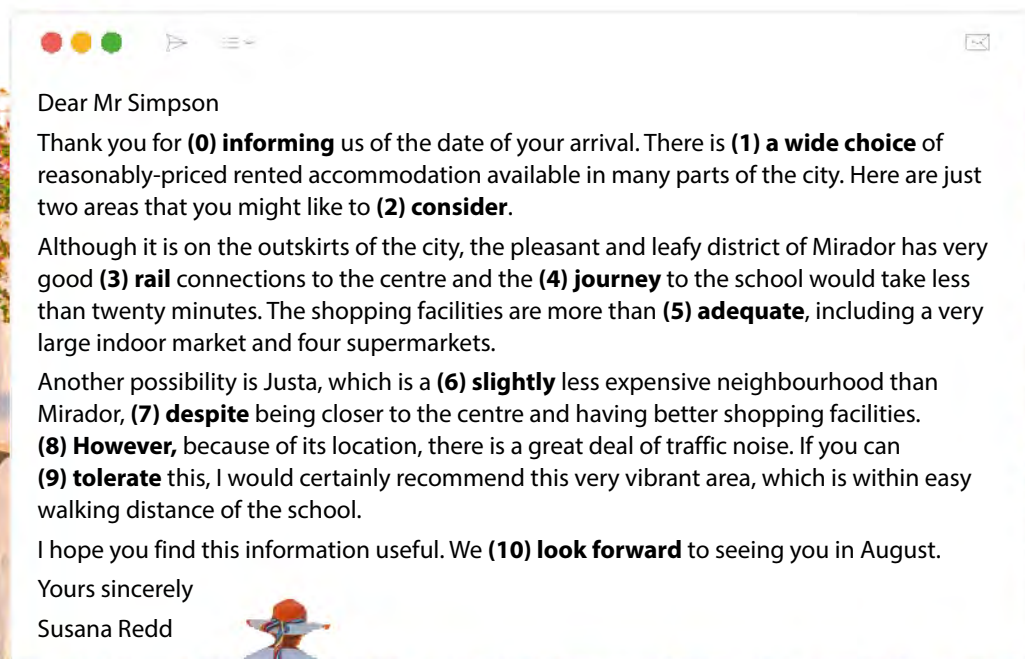 Dear Mr Simpson
Thank you for (0) informing us of the date of your arrival. There is (1) a wide choice of
reasonably-priced rented accommodation available in many parts of the city. Here are just
two areas that you might like to (2) consider.
Although it is on the outskirts of the city, the pleasant and leafy district of Mirador has very
good (3) rail connections to the centre and the (4) journey to the school would take less
than twenty minutes. The shopping facilities are more than (5) adequate, including a very
large indoor market and four supermarkets.
Another possibility is Justa, which is a (6) slightly less expensive neighbourhood than
Mirador, (7) despite being closer to the centre and having better shopping facilities.
(8) However, because of its location, there is a great deal of traffic noise. If you can
(9) tolerate this, I would certainly recommend this very vibrant area, which is within easy
walking distance of the school.
I hope you find this information useful. We (10) look forward to seeing you in August.
Yours sincerely
Susana Redd